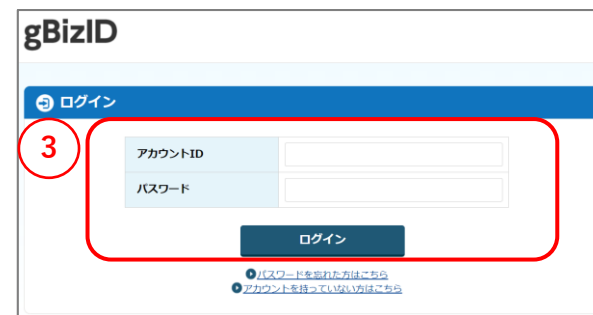 gBizID
ログイン
3
アカウントID
パスワード
ログイン
パスワードを忘れた方はこちら
アカウントを持っていない方はこちら